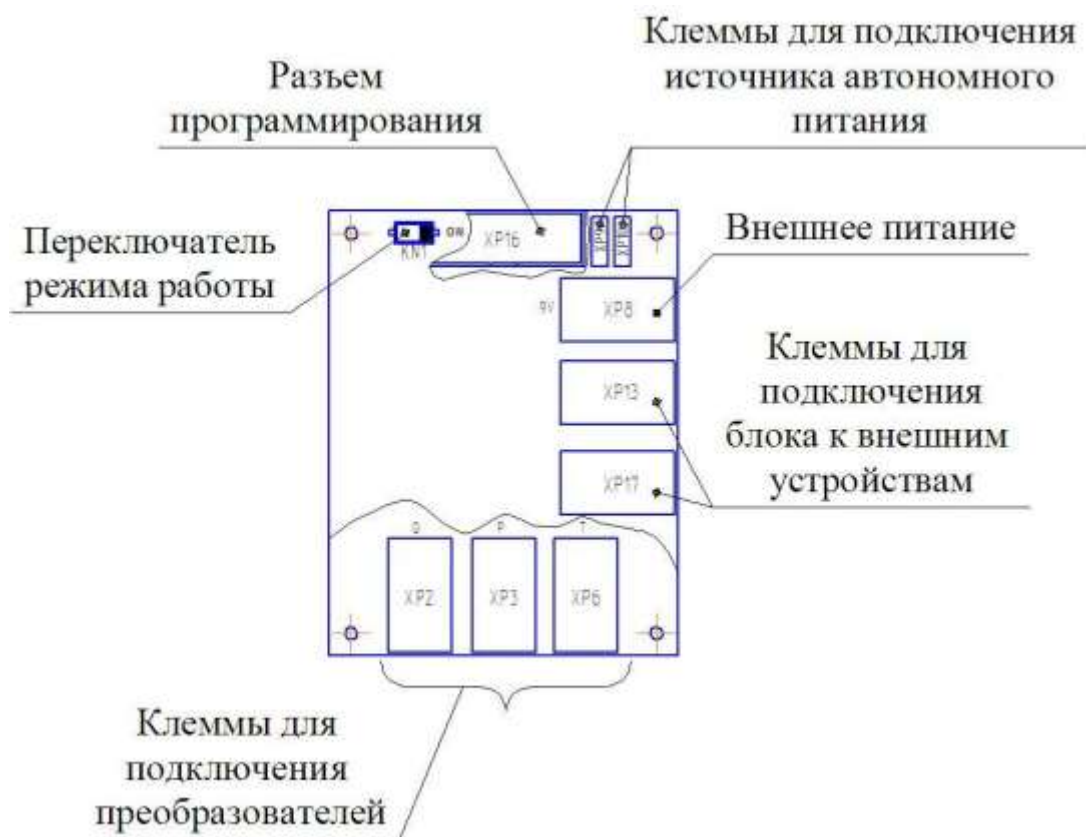 Клеммы для подключения
источника автономного
питания
Разъем
программирования
Переключатель
режима работы
KN1
ON
XP16
Внешнее питание
9V
XP8
Клеммы для
подключения
блока к внешним
устройствам
XP13
XP17
Q
P
T
XP2
XP3
XP6
Клеммы для
подключения
преобразователей